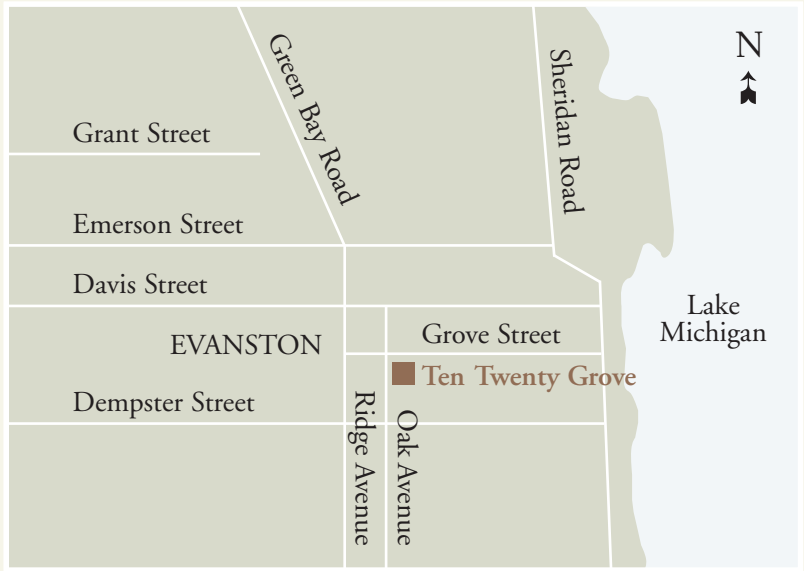 N
Green Bay Road
Sheridan Road
Grant Street
Emerson Street
Davis Street
Lake
Michigan
Grove Street
EVANSTON
Ten Twenty Grove
Dempster Street
Ridge Avenue
Oak Avenue